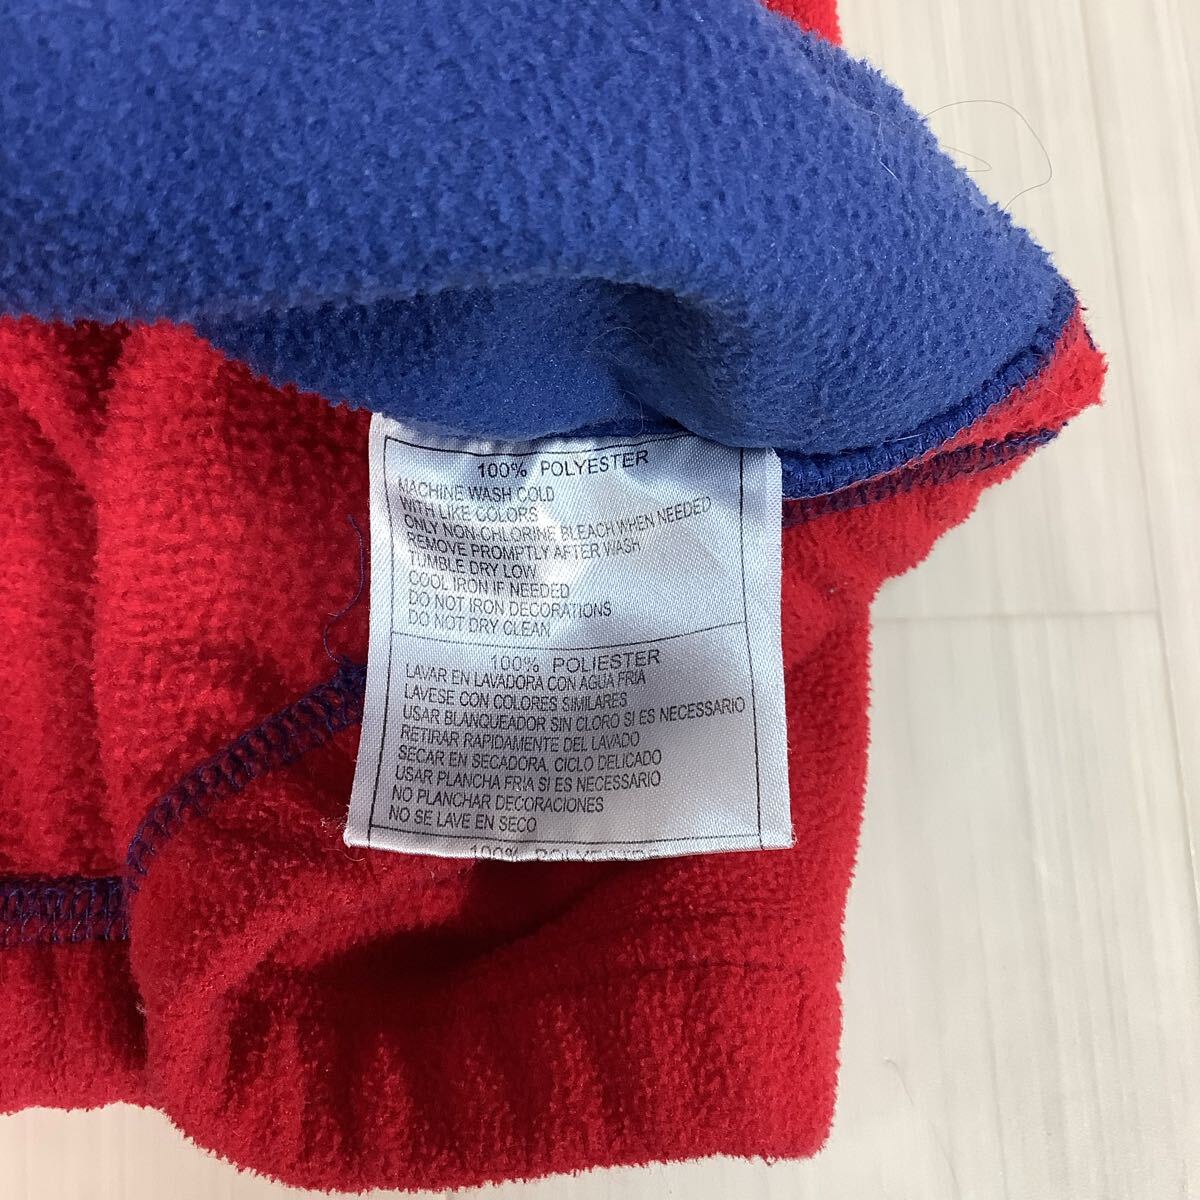 100% POLYESTER
MACHINE WASH COLD
WITH LIKE COLORS
ONLY NON-CHLORINE BLEACH WHEN NEEDED
REMOVE PROMPTLY AFTER WASH
TUMBLE DRY LOW
COOL IRON IF NEEDED
DO NOT IRON DECORATIONS
DO NOT DRY CLEAN
100% POLIESTER
LAVAR EN LAVADORA CON AGUA FRIA
LAVESE CON COLORES SIMILARES
USAR BLANQUEADOR SIN CLORO SI ES NECESSARIO
RETIRAR RAPIDAMENTE DEL LAVADO
SECAR EN SECADORA, CICLO DELICADO
USAR PLANCHA FRIA SI ES NECESSARIO
NO PLANCHAR DECORACIONES
NO SE LAVE EN SECO
100%